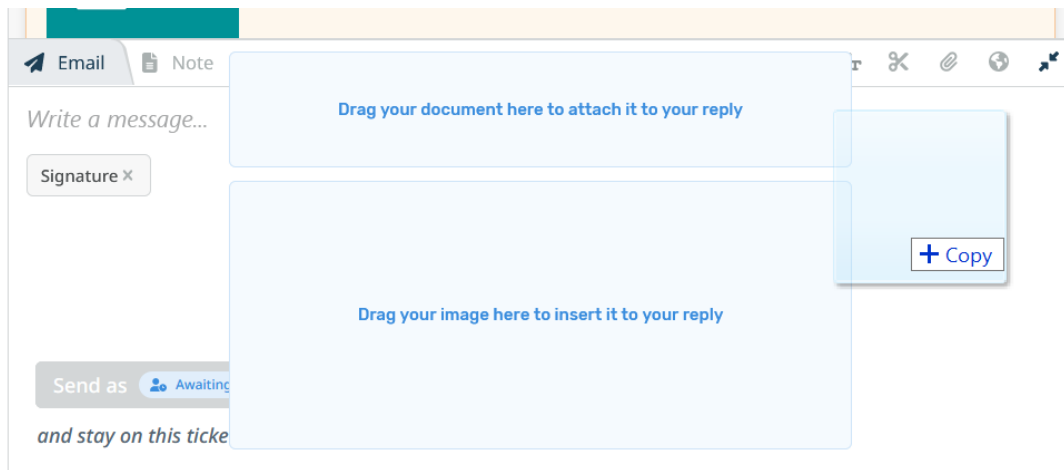 Email
Note
Drag your document here to attach it to your reply
Write a message...
Signature ×
+ Copy
Drag your image here to insert it to your reply
Send as Awaiting
and stay on this